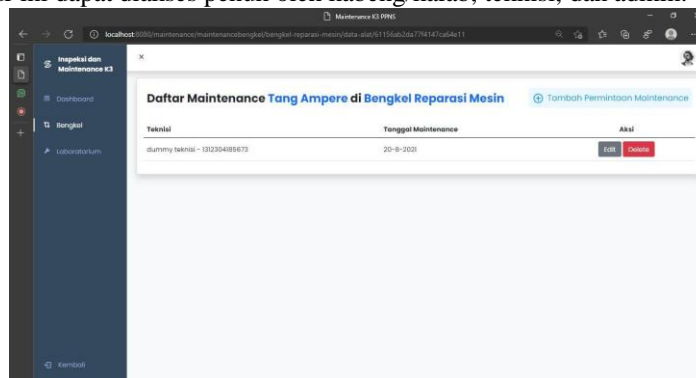 dapat diakses penuh oleh kabeng/kalab, teknisi, dan admin.
Maintenance K3 PPNS
localhost:8080/maintenance/maintenancebengkel/bengkel-reparasi-mesin/data-alat/61156ab2da77f4147ca64e11
Inspeksi dan
Maintenance K3
×
Dashboard
Daftar Maintenance Tang Ampere di Bengkel Reparasi Mesin
Tambah Permintaan Maintenance
Bengkel
Teknisi Tanggal Maintenance Aksi
Laboratorium
dummy teknisi - 1312304185673 20-8-2021 Edit Delete
Kembali